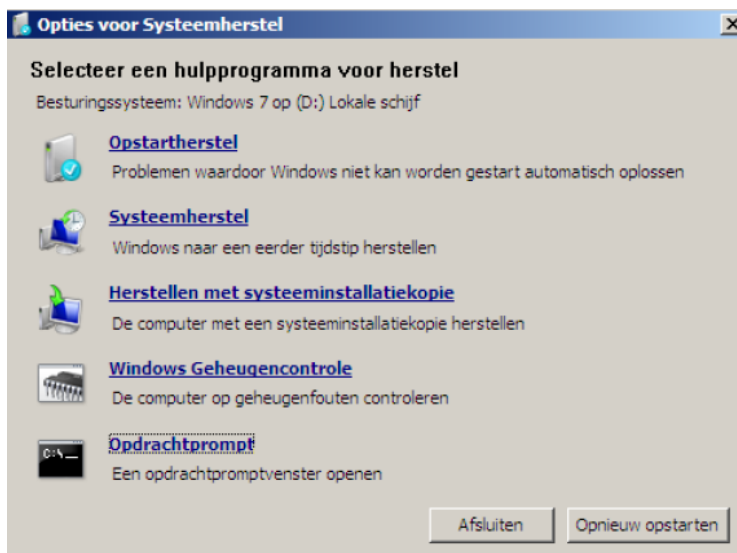 Opties voor Systeemherstel
Selecteer een hulpprogramma voor herstel
Besturingssysteem: Windows 7 op (D:) Lokale schijf
Opstartherstel
Problemen waardoor Windows niet kan worden gestart automatisch oplossen
Systeemherstel
Windows naar een eerder tijdstip herstellen
Herstellen met systeeminstallatiekopie
De computer met een systeeminstallatiekopie herstellen
Windows Geheugencontrole
De computer op geheugenfouten controleren
C:\_
Opdrachtprompt
Een opdrachtpromptvenster openen
Afsluiten
Opnieuw opstarten